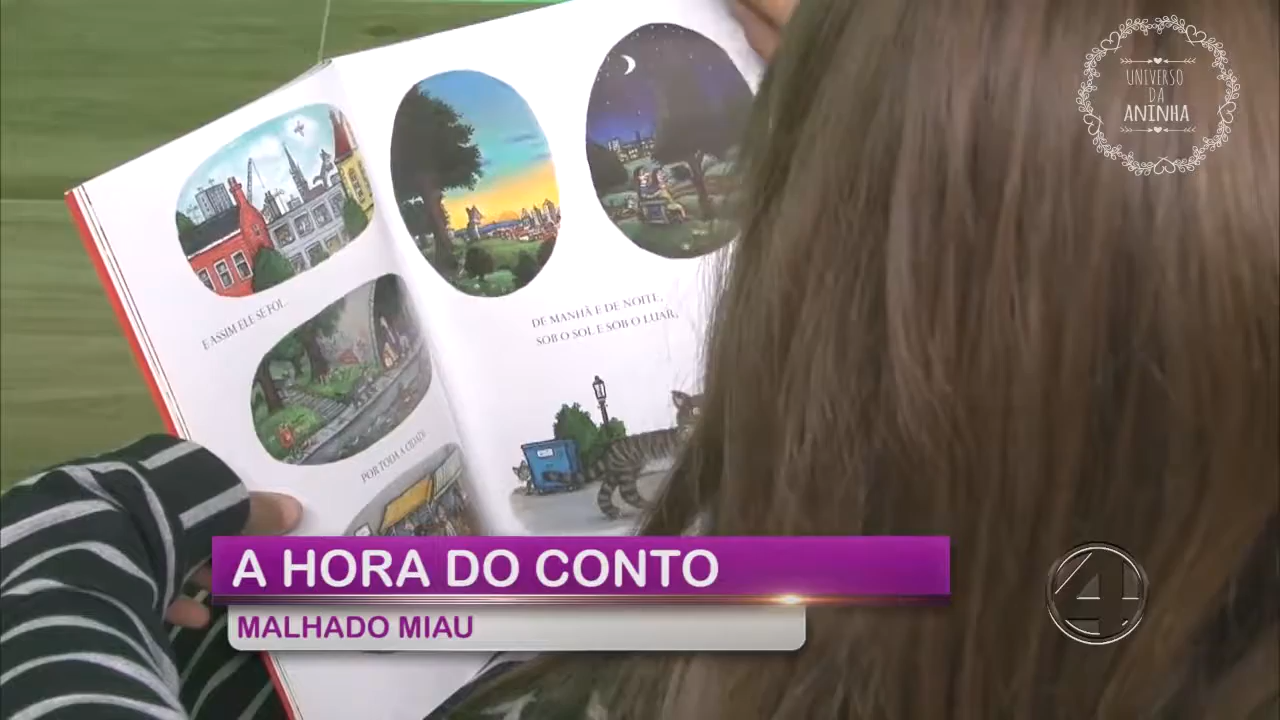 UNIVERSO
DA
ANINHA
E ASSIM ELE SE FOI.
DE MANHÃ E DE NOITE,
SOB O SOL E SOB O LUAR,
POR TODA A CIDADE
A HORA DO CONTO
MALHADO MIAU
4